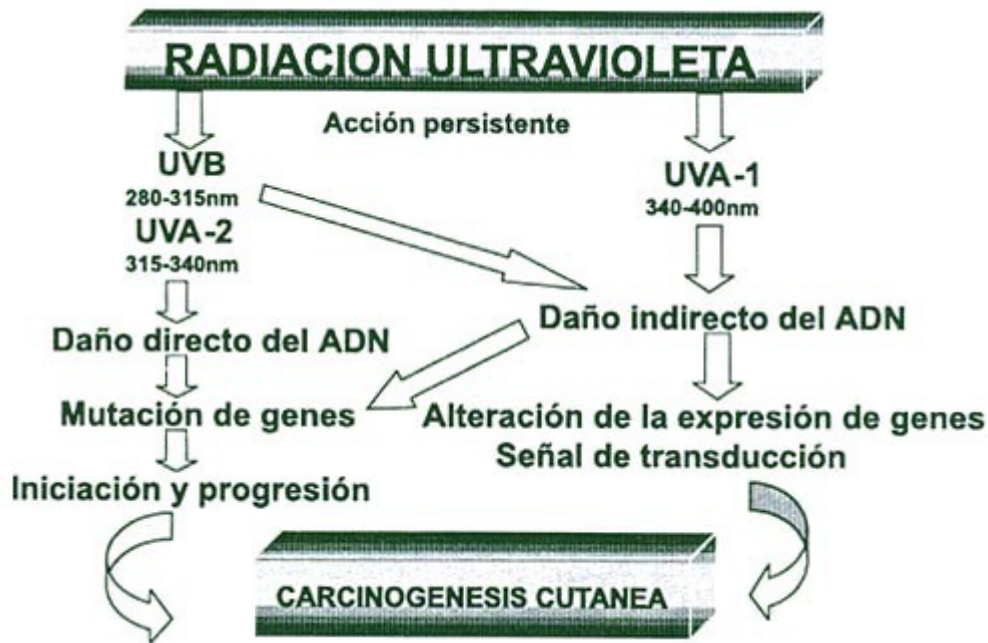 RADIACION ULTRAVIOLETA
Acción persistente
UVB
280-315nm
UVA-2
315-340nm
UVA-1
340-400nm
Daño directo del ADN
Daño indirecto del ADN
Mutación de genes
Alteración de la expresión de genes
Señal de transducción
Iniciación y progresión
CARCINOGENESIS CUTANEA